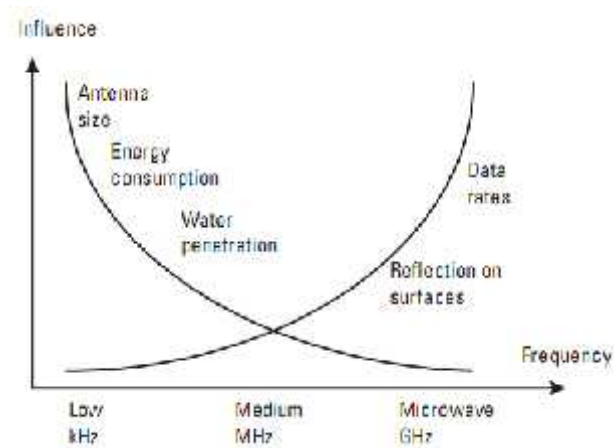 Influence
Antenna
size
Energy
consumption
Water
penetration
Data
rates
Reflection on
surfaces
Frequency
Low
kHz
Medium
MHz
Microwave
GHz